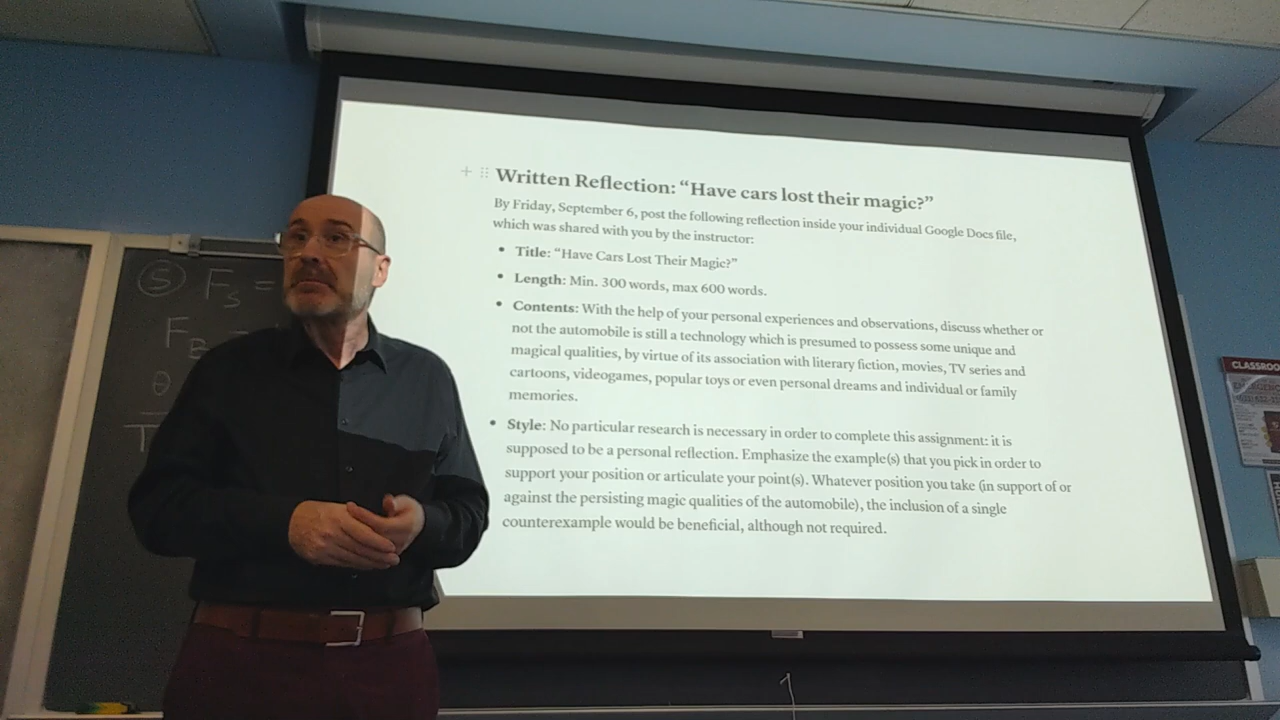 Written Reflection: “Have cars lost their magic?”
By Friday, September 6, post the following reflection inside your individual Google Docs file,
which was shared with you by the instructor:
• Title: “Have Cars Lost Their Magic?”
• Length: Min. 300 words, max 600 words.
• Contents: With the help of your personal experiences and observations, discuss whether or
not the automobile is still a technology which is presumed to possess some unique and
magical qualities, by virtue of its association with literary fiction, movies, TV series and
cartoons, videogames, popular toys or even personal dreams and individual or family
memories.
• Style: No particular research is necessary in order to complete this assignment: it is
supposed to be a personal reflection. Emphasize the example(s) that you pick in order to
support your position or articulate your point(s). Whatever position you take (in support of or
against the persisting magic qualities of the automobile), the inclusion of a single
counterexample would be beneficial, although not required.
Ⓢ F_S =
F_B =
θ
T
CLASSROO